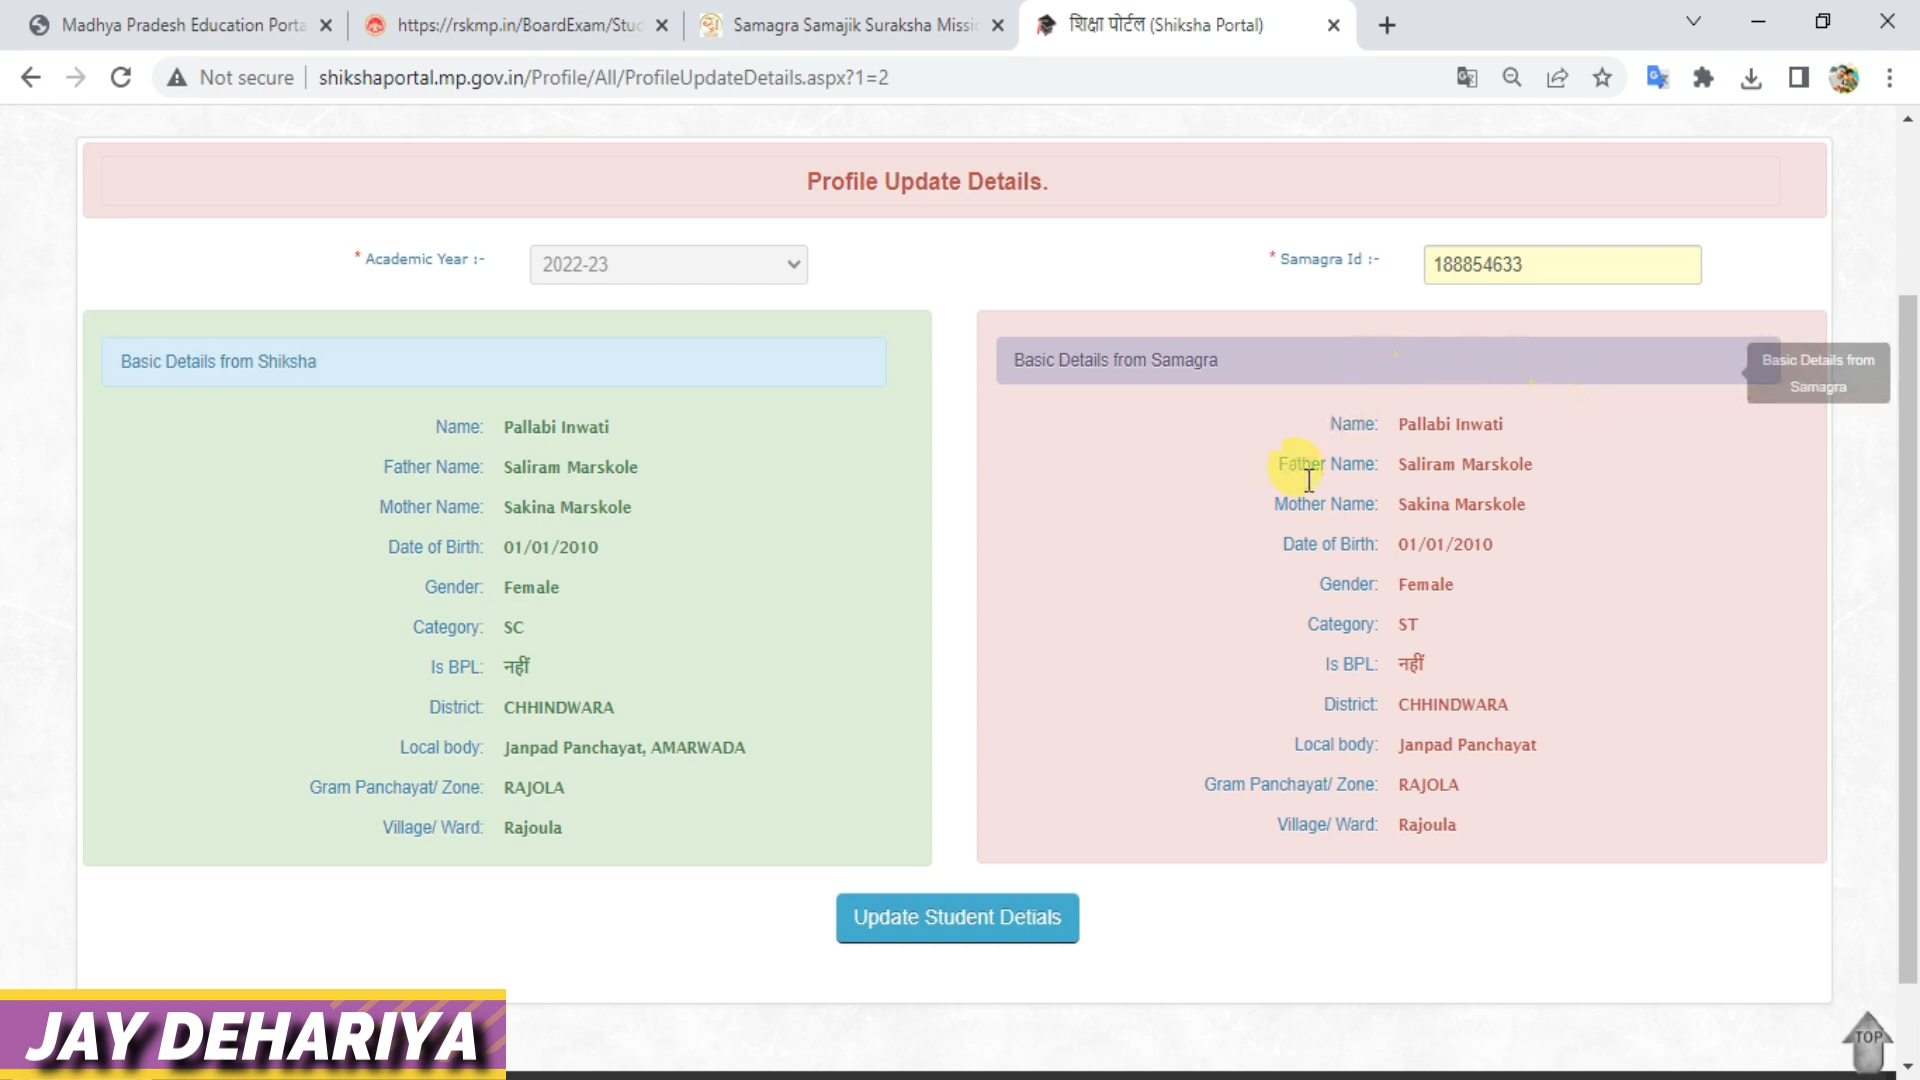 Madhya Pradesh Education Porta
https://rskmp.in/BoardExam/Stud
Samagra Samajik Suraksha Missic
शिक्षा पोर्टल (Shiksha Portal)
Not secure
shikshaportal.mp.gov.in/Profile/All/ProfileUpdateDetails.aspx?1=2
Profile Update Details.
* Academic Year :-
2022-23
* Samagra Id :-
188854633
Basic Details from Shiksha
Name: Pallabi Inwati
Father Name: Saliram Marskole
Mother Name: Sakina Marskole
Date of Birth: 01/01/2010
Gender: Female
Category: SC
Is BPL: नहीं
District: CHHINDWARA
Local body: Janpad Panchayat, AMARWADA
Gram Panchayat/ Zone: RAJOLA
Village/ Ward: Rajoula
Basic Details from Samagra
Basic Details from
Samagra
Name: Pallabi Inwati
Father Name: Saliram Marskole
Mother Name: Sakina Marskole
Date of Birth: 01/01/2010
Gender: Female
Category: ST
Is BPL: नहीं
District: CHHINDWARA
Local body: Janpad Panchayat
Gram Panchayat/ Zone: RAJOLA
Village/ Ward: Rajoula
Update Student Detials
JAY DEHARIYA
TOP